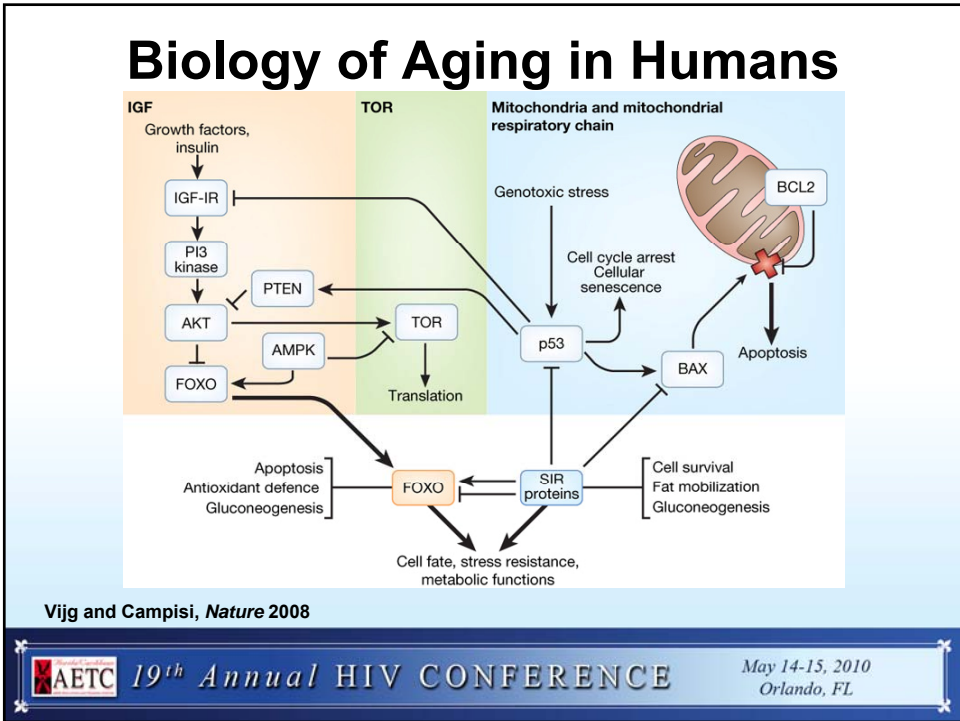 Biology of Aging in Humans
IGF
Growth factors,
insulin
IGF-IR
PI3
kinase
PTEN
AKT
AMPK
FOXO
TOR
TOR
Translation
Mitochondria and mitochondrial
respiratory chain
Genotoxic stress
BCL2
Cell cycle arrest
Cellular
senescence
p53
BAX
Apoptosis
Apoptosis
Antioxidant defence
Gluconeogenesis
FOXO
SIR
proteins
Cell survival
Fat mobilization
Gluconeogenesis
Cell fate, stress resistance,
metabolic functions
Vijg and Campisi, Nature 2008
AETC
19th Annual HIV CONFERENCE
May 14-15, 2010
Orlando, FL